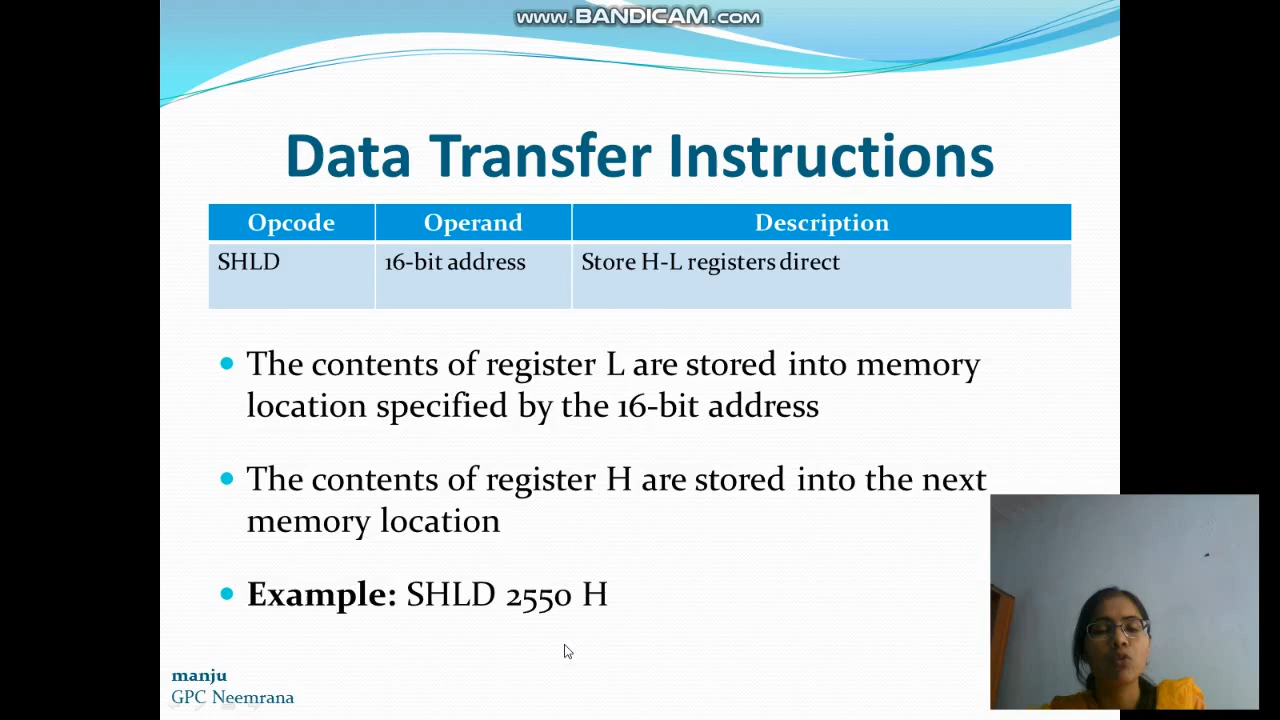 www.BANDICAM.com
Data Transfer Instructions
Opcode Operand Description
SHLD 16-bit address Store H-L registers direct
The contents of register L are stored into memory
location specified by the 16-bit address
The contents of register H are stored into the next
memory location
Example: SHLD 2550 H
manju
GPC Neemrana